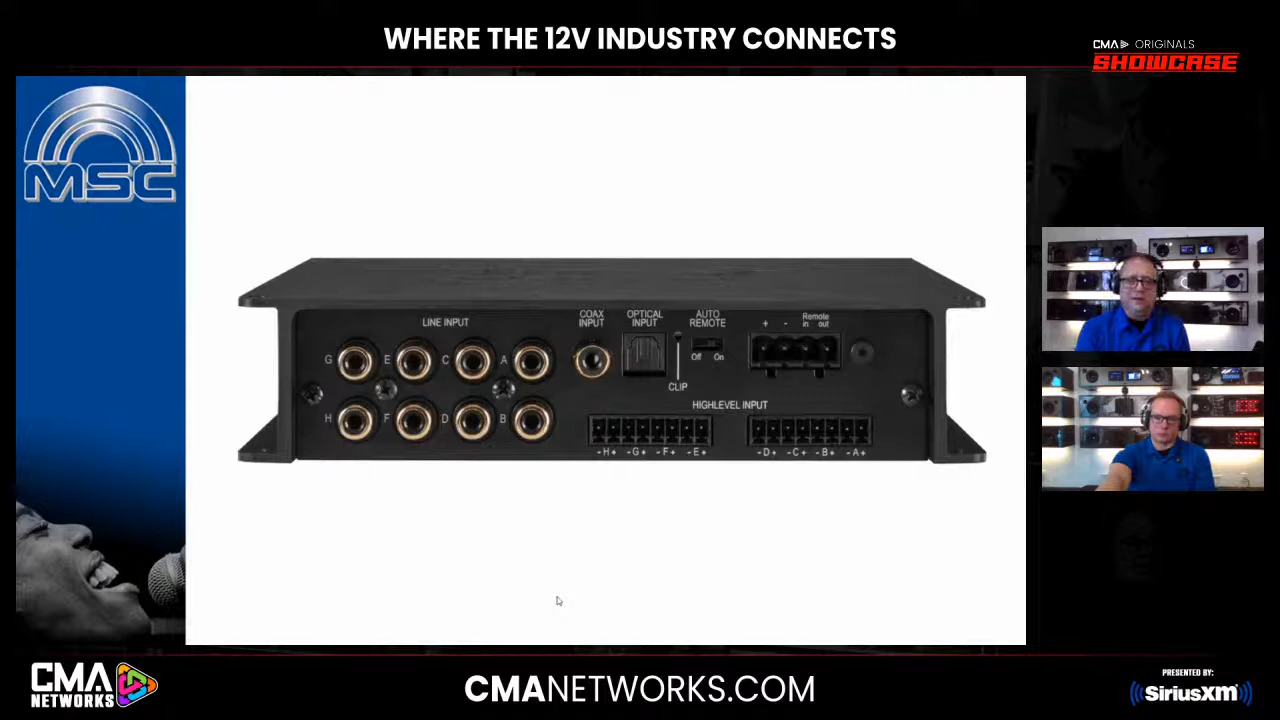 WHERE THE 12V INDUSTRY CONNECTS
CMA ORIGINALS
SHOWCASE
MSC
LINE INPUT
COAX
INPUT
OPTICAL
INPUT
AUTO
REMOTE
Off On
CLIP
+ - Remote
in out
G E C A
H F D B
HIGHLEVEL INPUT
-H+ -G+ -F+ -E+
-D+ -C+ -B+ -A+
CMA
NETWORKS
CMANETWORKS.COM
PRESENTED BY:
SiriusXM